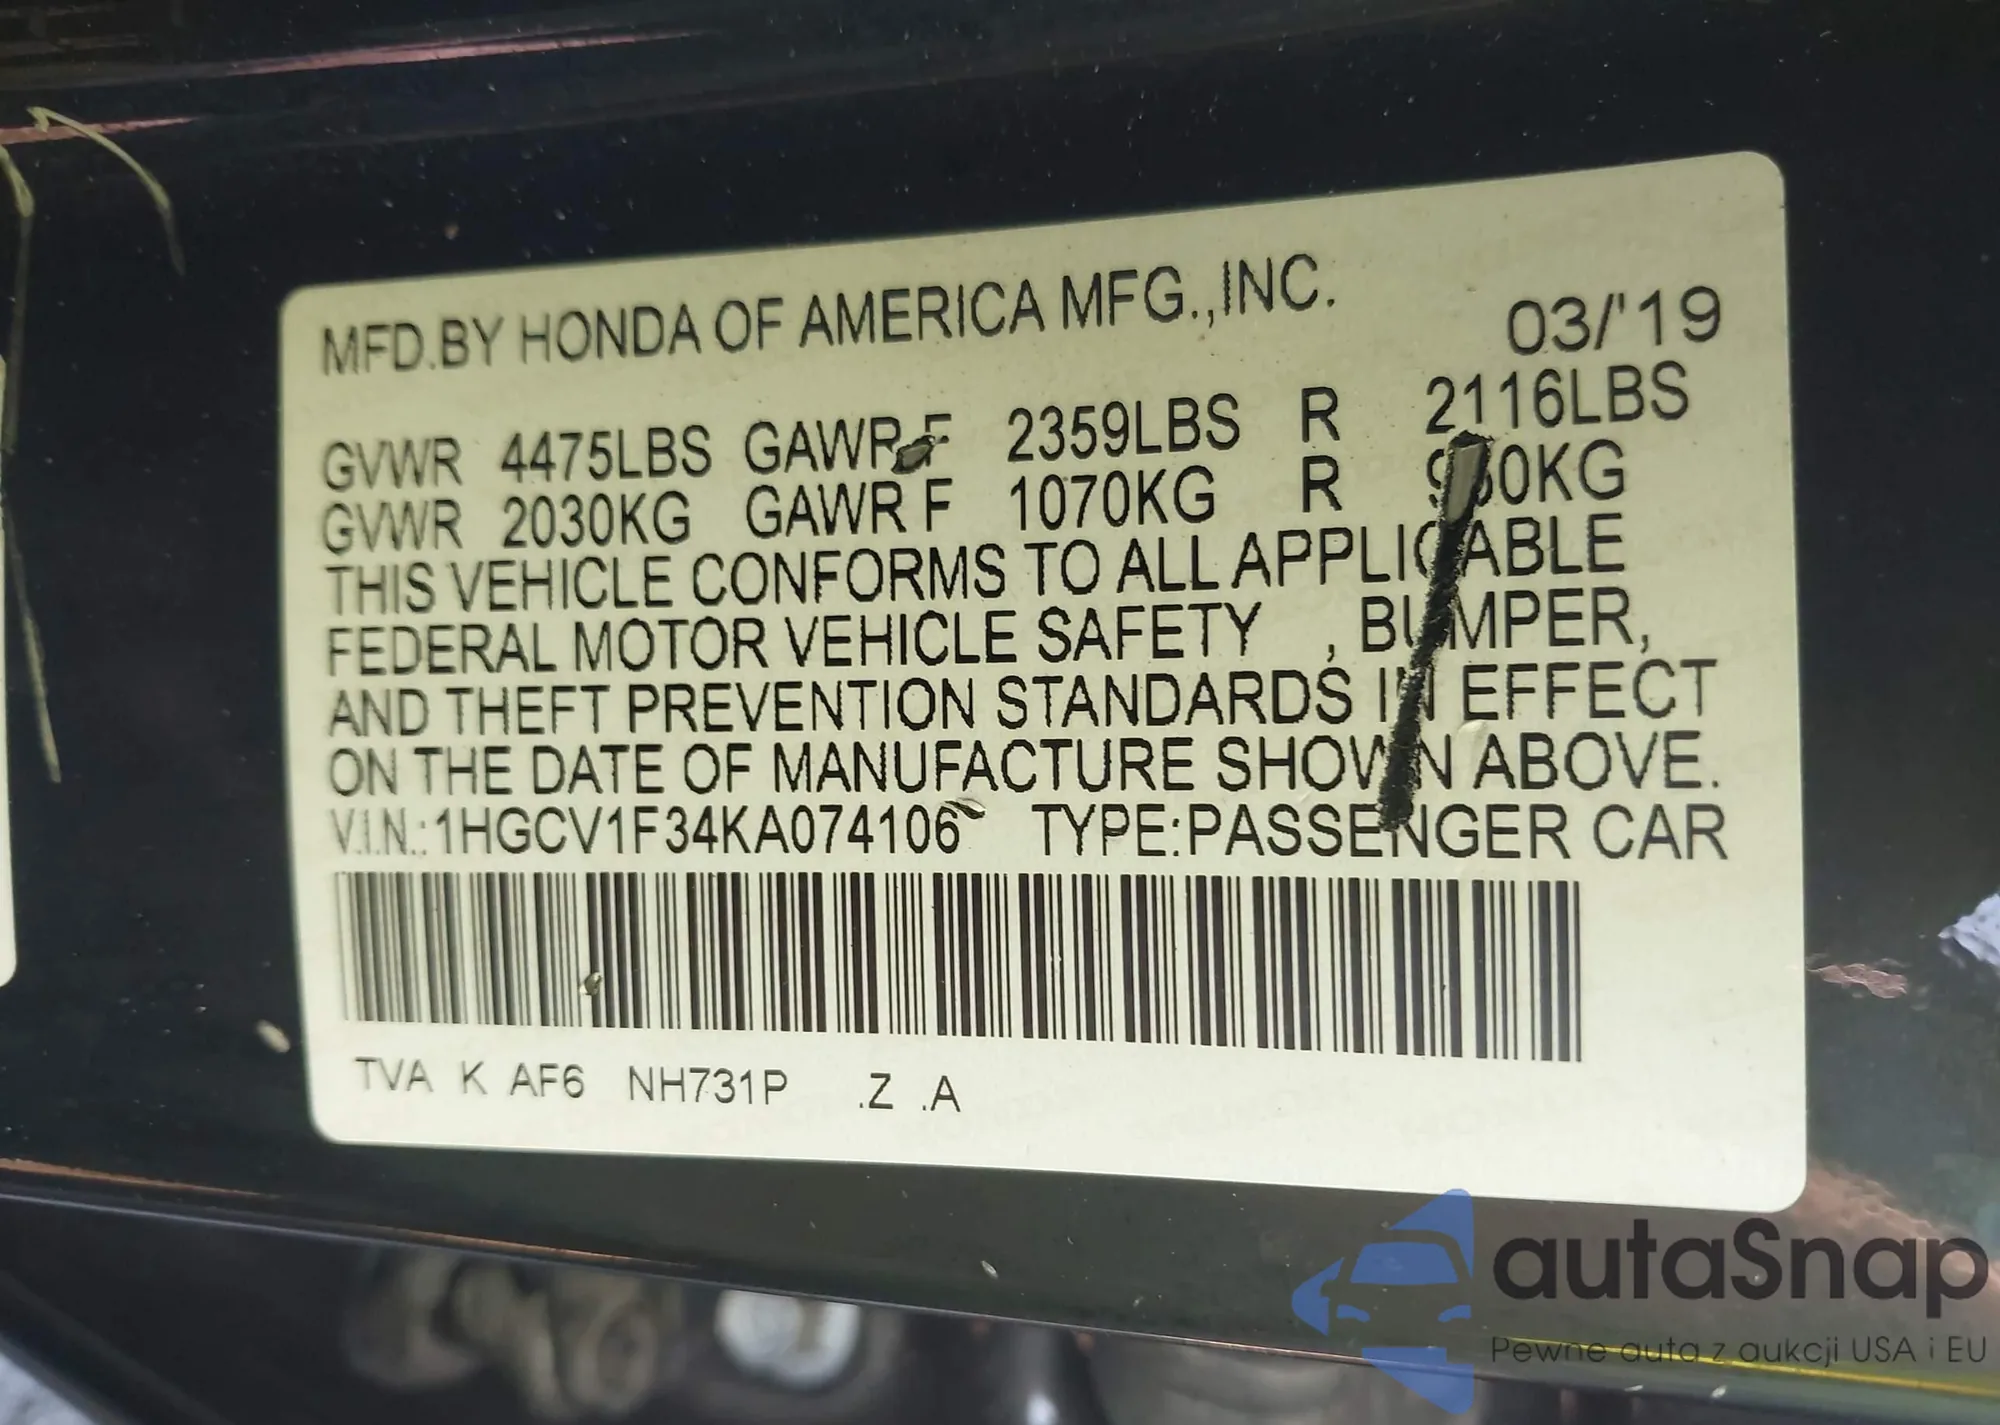 MFD.BY HONDA OF AMERICA MFG.,INC.
03/'19
GVWR 4475LBS GAWR F 2359LBS R 2116LBS
GVWR 2030KG GAWR F 1070KG R 960KG
THIS VEHICLE CONFORMS TO ALL APPLICABLE
FEDERAL MOTOR VEHICLE SAFETY , BUMPER,
AND THEFT PREVENTION STANDARDS IN EFFECT
ON THE DATE OF MANUFACTURE SHOWN ABOVE.
V.I.N.:1HGCV1F34KA074106 TYPE:PASSENGER CAR
TVA K AF6 NH731P .Z .A
autaSnap
Pewne auta z aukcji USA i EU